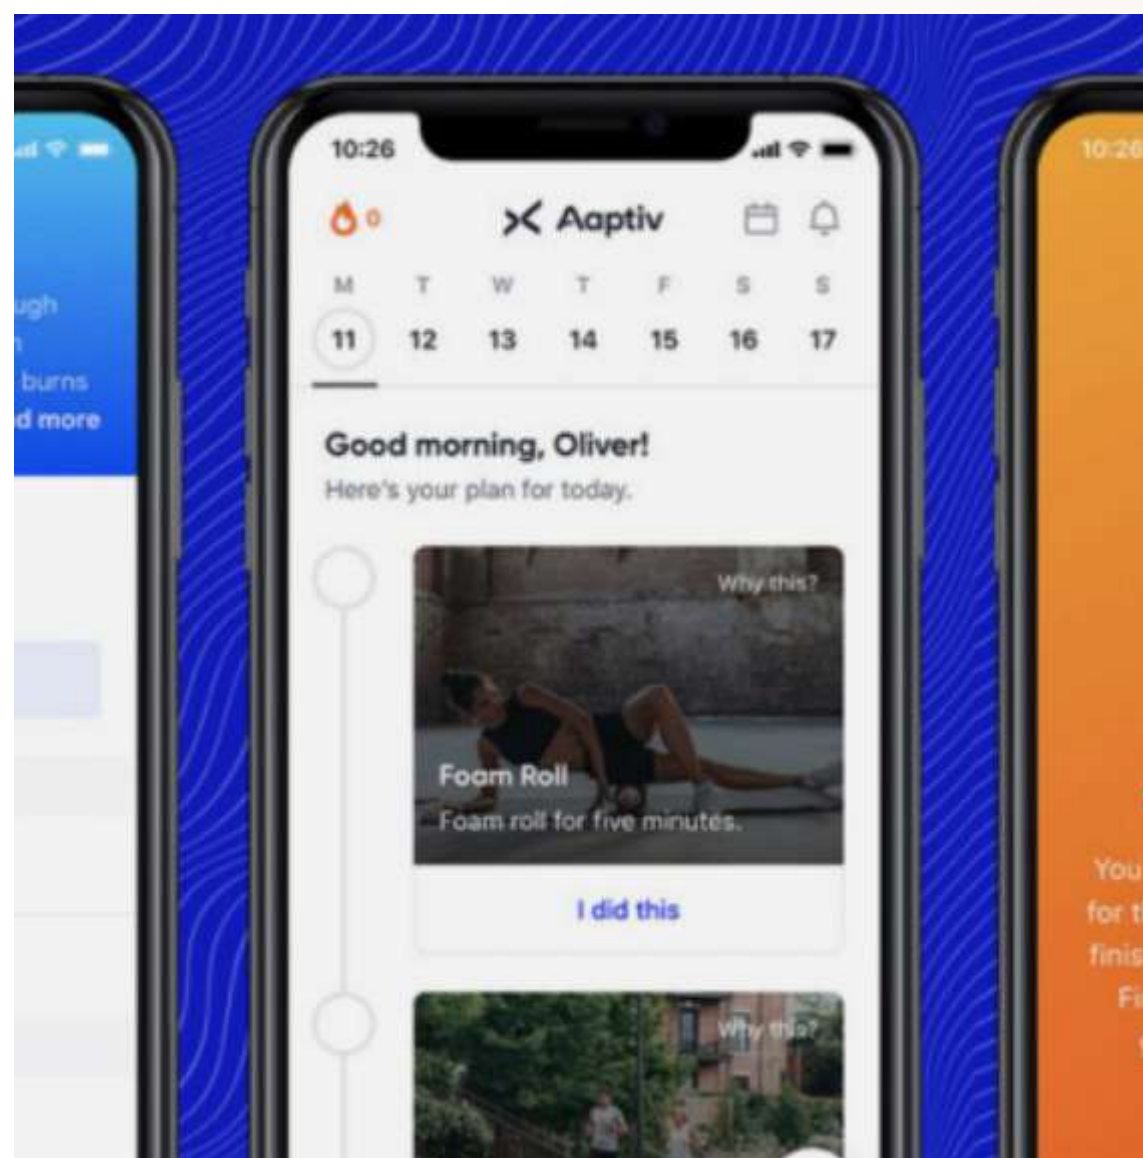 ugh
burns
d more
10:26
0
Aaptiv
M T W T F S S
11 12 13 14 15 16 17
Good morning, Oliver!
Here's your plan for today.
Why this?
Foam Roll
Foam roll for five minutes.
I did this
Why this?
10:26
You
for t
finis